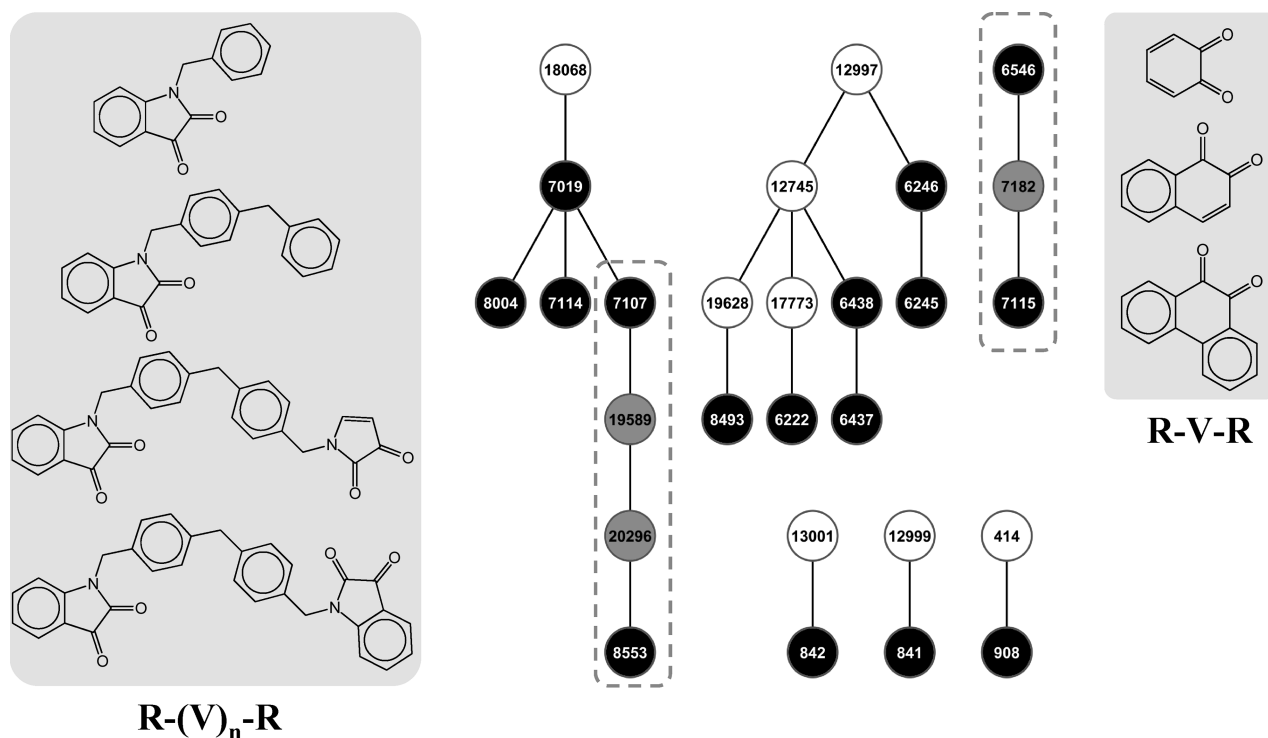 N
O
O
N
O
O
N
O
O
N
O
O
N
O
O
N
O
O
R-(V)n-R
18068
12997
6546
7019
12745
6246
7182
8004
7114
7107
19628
17773
6438
6245
7115
19589
8493
6222
6437
20296
13001
12999
414
8553
842
841
908
O
O
O
O
O
O
R-V-R